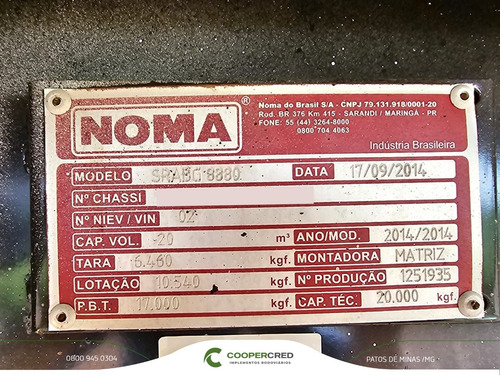 NOMA®
Noma do Brasil S/A - CNPJ 79.131.918/0001-20
Rod. BR 376 Km 415 - SARANDI / MARINGÁ - PR
FONE: 55 (44) 3264-8000
0800 704 4063
Indústria Brasileira
MODELO SRABG 8880 DATA 17/09/2014
Nº CHASSI
Nº NIEV / VIN 02
CAP. VOL. 20 m³ ANO/MOD. 2014/2014
TARA 6.460 kgf. MONTADORA MATRIZ
LOTAÇÃO 10.540 kgf. Nº PRODUÇÃO 1251935
P.B.T. 17.000 kgf. CAP. TÉC. 20.000 kgf.
0800 945 0304
COOPERCRED
IMPLEMENTOS RODOVIÁRIOS
PATOS DE MINAS /MG